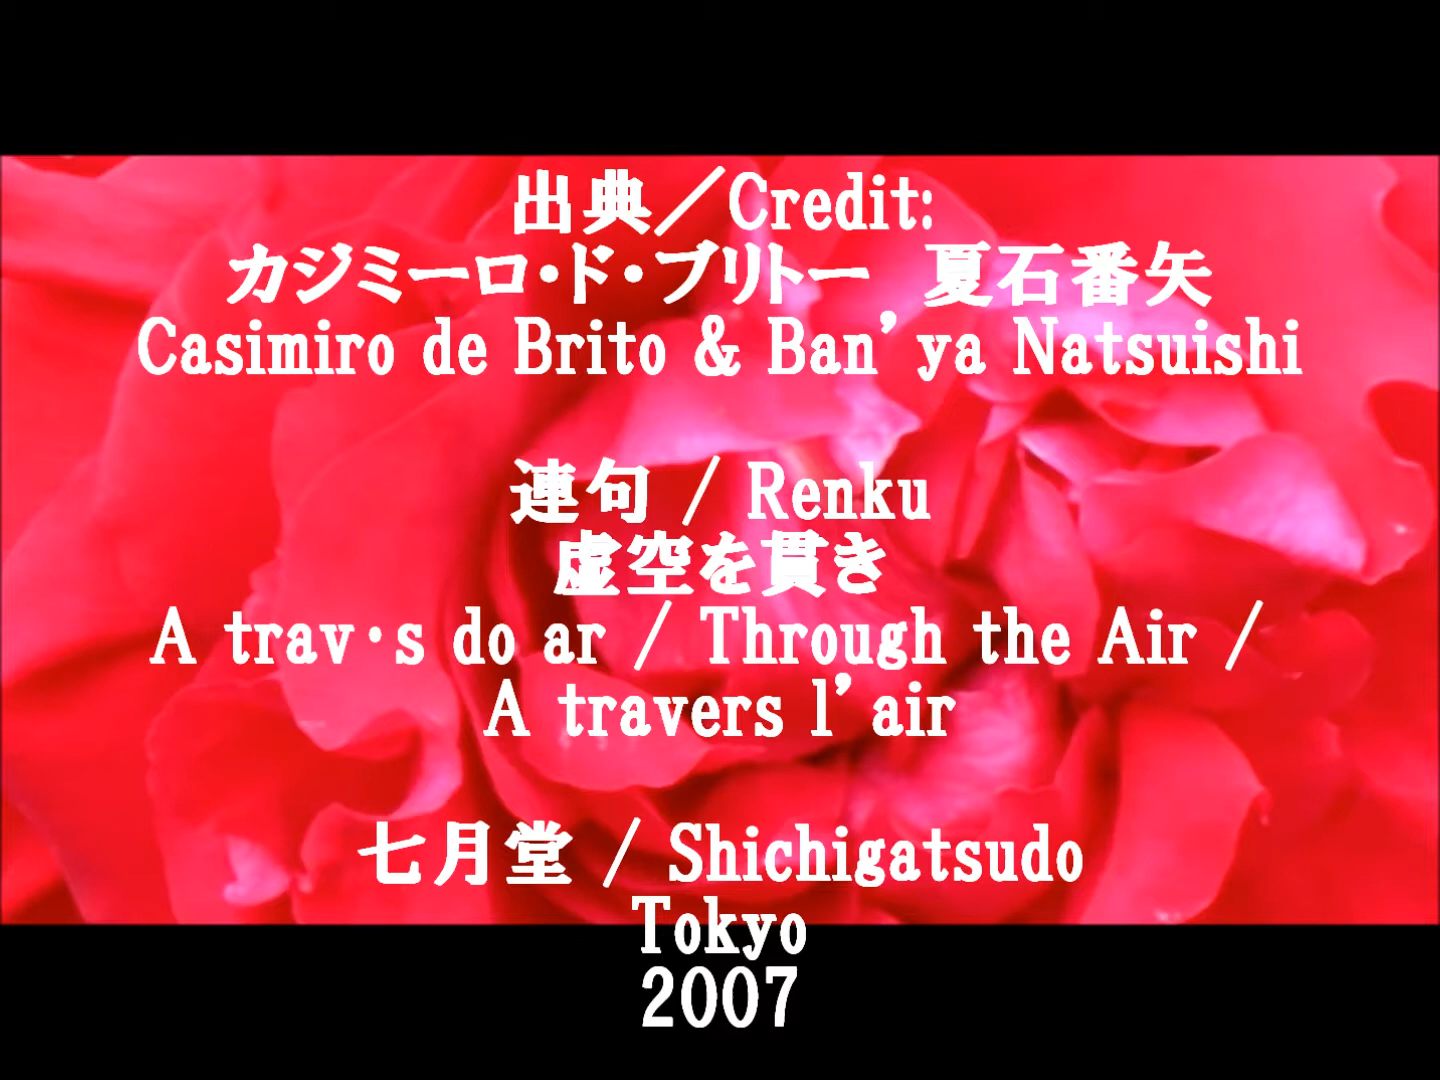 出典／Credit:
カジミーロ・ド・ブリトー　夏石番矢
Casimiro de Brito & Ban’ya Natsuishi
連句 / Renku
虚空を貫き
A trav・s do ar / Through the Air /
A travers l’air
七月堂 / Shichigatsudo
Tokyo
2007